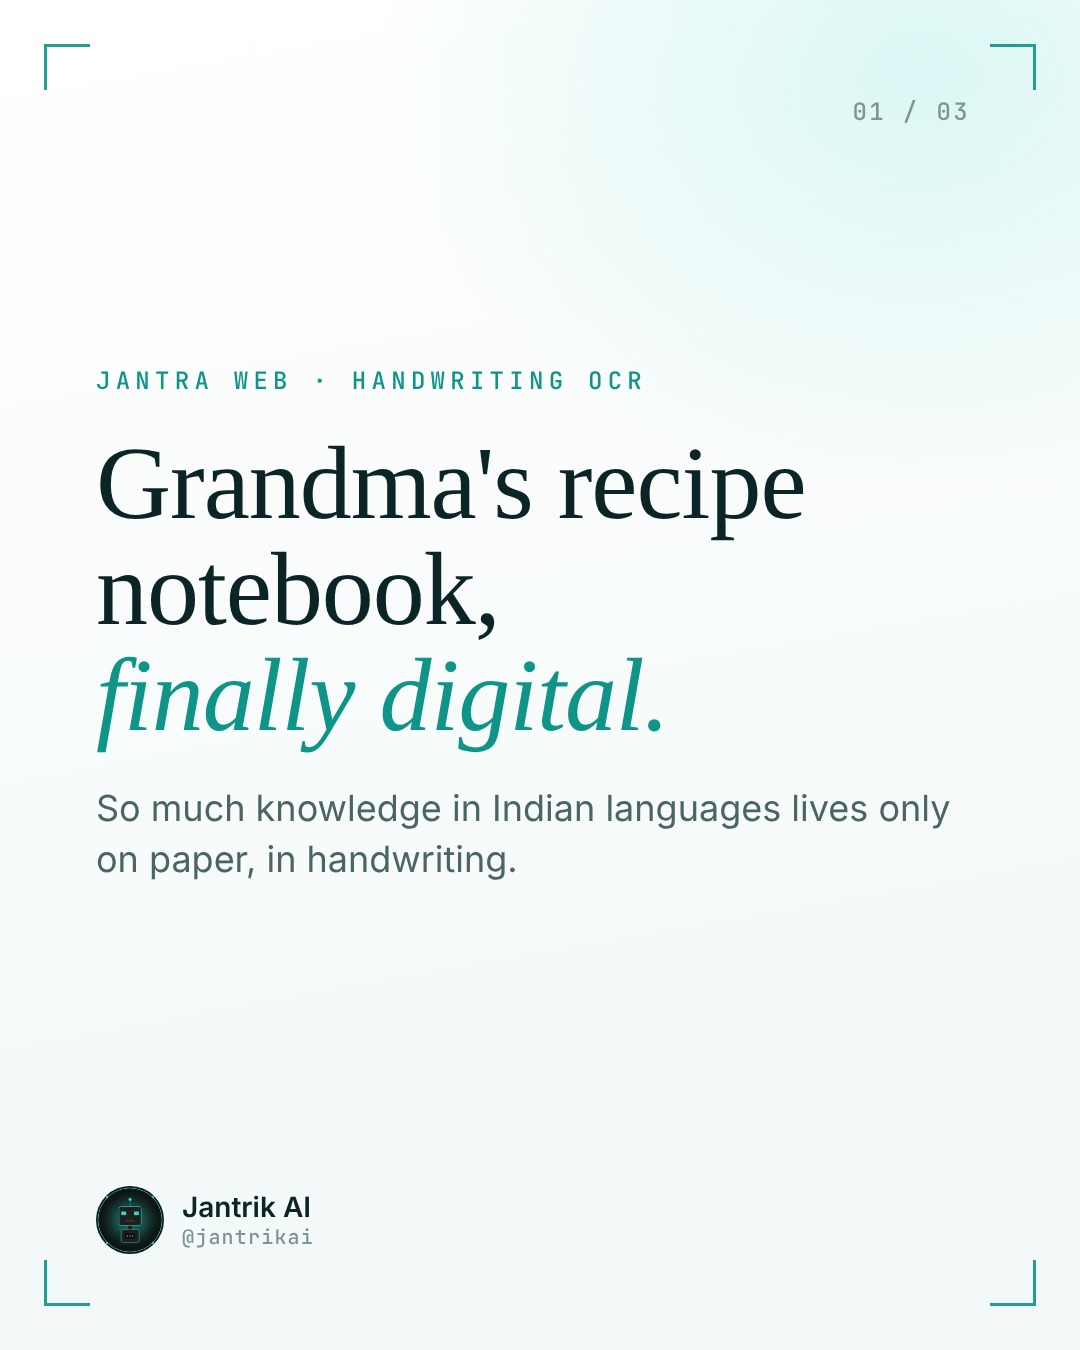 01 / 03
JANTRA WEB · HANDWRITING OCR
Grandma's recipe
notebook,
finally digital.
So much knowledge in Indian languages lives only
on paper, in handwriting.
Jantrik AI
@jantrikai